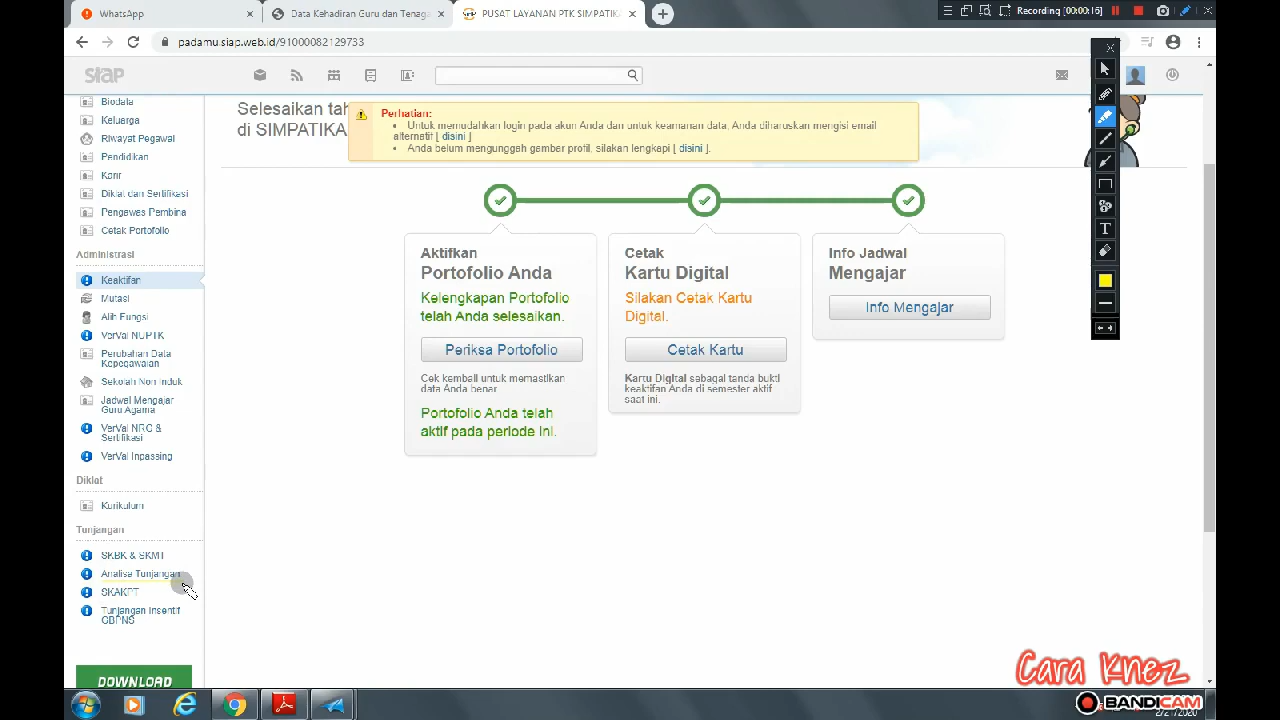 WhatsApp
Data Kehadiran Guru dan Tenaga
PUSAT LAYANAN PTK SIMPATIK
Recording [00:00:16]
padamu.siap.web.id/91000082129733
siap
Biodata
Keluarga
Riwayat Pegawai
Pendidikan
Karir
Diklat dan Sertifikasi
Pengawas Pembina
Cetak Portofolio
Administrasi
Keaktifan
Mutasi
Alih Fungsi
VerVal NUPTK
Perubahan Data
Kepegawaian
Sekolah Non Induk
Jadwal Mengajar
Guru Agama
VerVal NRG &
Sertifikasi
VerVal Inpassing
Diklat
Kurikulum
Tunjangan
SKBK & SKMT
Analisa Tunjangan
SKAKPT
Tunjangan Insentif
GBPNS
DOWNLOAD
Selesaikan tah
di SIMPATIKA
Perhatian:
Untuk memudahkan login pada akun Anda dan untuk keamanan data, Anda diharuskan mengisi email
alternatif [ disini ]
Anda belum mengunggah gambar profil, silakan lengkapi [ disini ].
Aktifkan
Portofolio Anda
Kelengkapan Portofolio
telah Anda selesaikan.
Periksa Portofolio
Cek kembali untuk memastikan
data Anda benar
Portofolio Anda telah
aktif pada periode ini.
Cetak
Kartu Digital
Silakan Cetak Kartu
Digital.
Cetak Kartu
Kartu Digital sebagai tanda bukti
keaktifan Anda di semester aktif
saat ini.
Info Jadwal
Mengajar
Info Mengajar
T
Cara Knez
BANDICAM